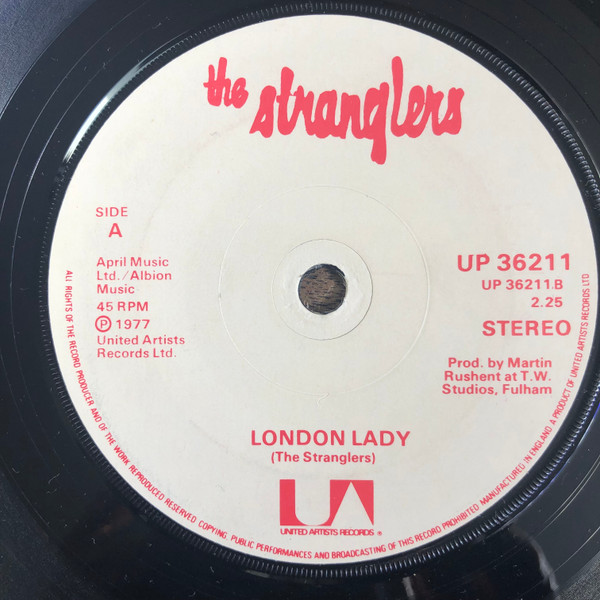 the stranglers
SIDE
A
April Music
Ltd./Albion
Music
45 RPM
℗ 1977
United Artists
Records Ltd.
UP 36211
UP 36211.B
2.25
STEREO
Prod. by Martin
Rushent at T.W.
Studios, Fulham
LONDON LADY
(The Stranglers)
UA
UNITED ARTISTS RECORDS ®
ALL RIGHTS OF THE RECORD PRODUCER AND OF THE WORK REPRODUCED RESERVED COPYING, PUBLIC PERFORMANCES AND BROADCASTING OF THIS RECORD PROHIBITED MANUFACTURED IN ENGLAND A PRODUCT OF UNITED ARTISTS RECORDS LTD